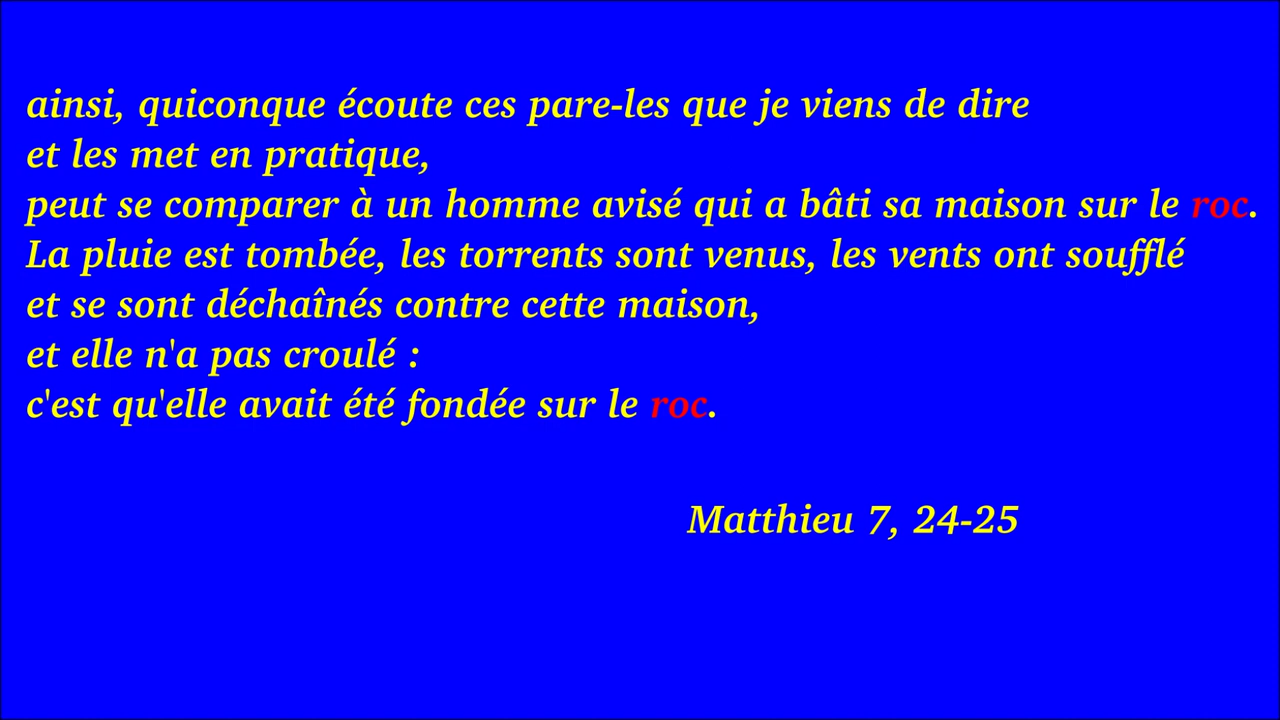 ainsi, quiconque écoute ces pare-les que je viens de dire
et les met en pratique,
peut se comparer à un homme avisé qui a bâti sa maison sur le roc.
La pluie est tombée, les torrents sont venus, les vents ont soufflé
et se sont déchaînés contre cette maison,
et elle n'a pas croulé :
c'est qu'elle avait été fondée sur le roc.
Matthieu 7, 24-25